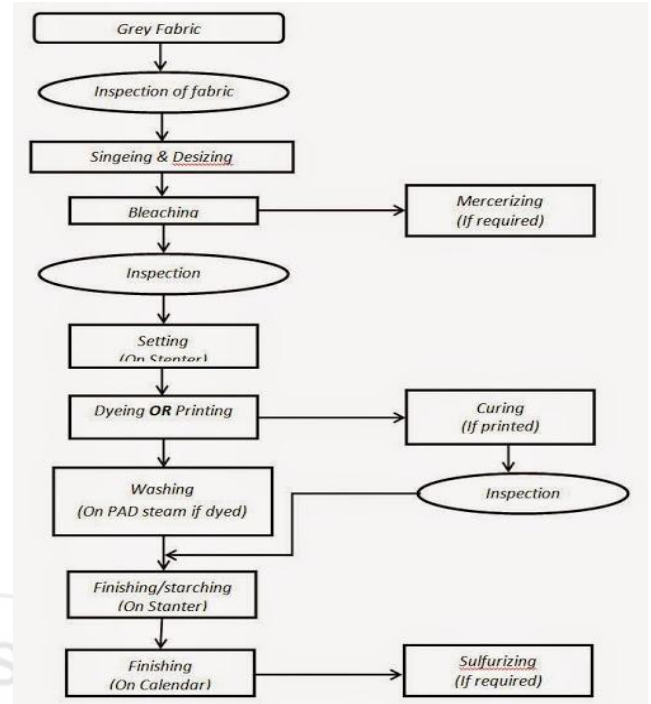 Grey Fabric
Inspection of fabric
Singeing & Desizing
Bleaching
Mercerizing
(If required)
Inspection
Setting
(On Stenter)
Dyeing OR Printing
Curing
(If printed)
Washing
(On PAD steam if dyed)
Inspection
Finishing/starching
(On Stanter)
Finishing
(On Calendar)
Sulfurizing
(If required)